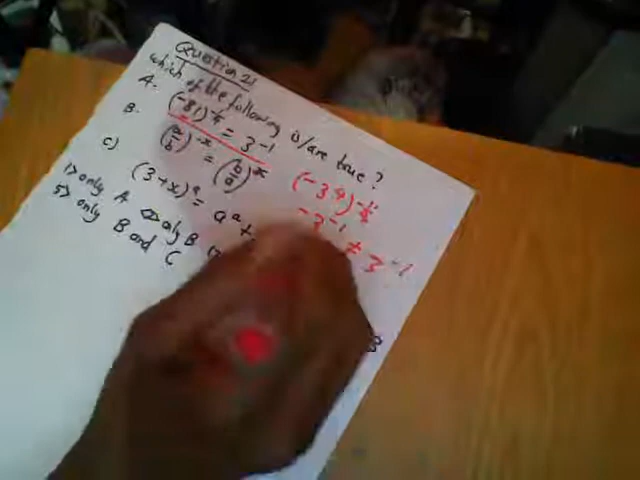 Question 21
which of the following is/are true?
A. (-81)^-1/4 = 3^-1
B. (a/b)^-x = (b/a)^x
C) (3+x)^a = a^a +
1) only A 2) only B
5) only B and C
(-3^4)^-1/4
-3^-1
≠ 3^-1